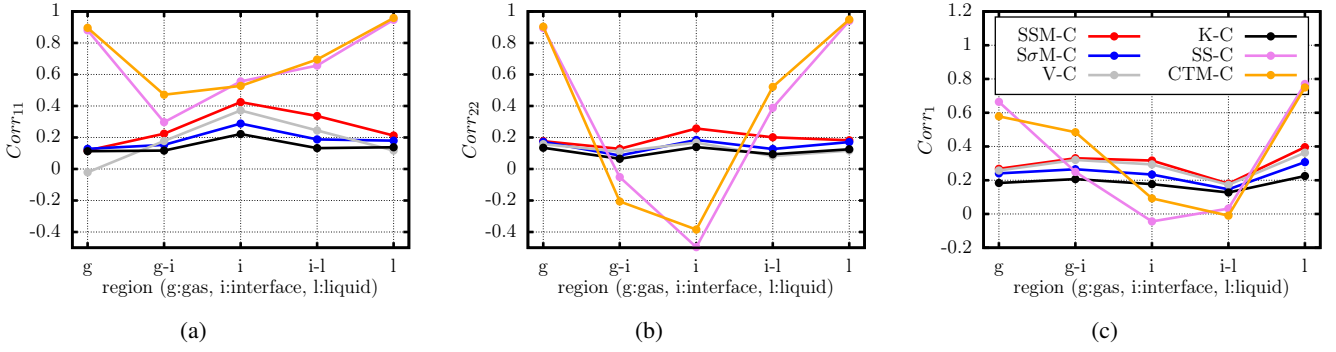 1
0.8
0.6
0.4
0.2
0
-0.2
-0.4
Corr₁₁
g g-i i i-l l
region (g:gas, i:interface, l:liquid)
(a)
1
0.8
0.6
0.4
0.2
0
-0.2
-0.4
Corr₂₂
g g-i i i-l l
region (g:gas, i:interface, l:liquid)
(b)
1.2
1
0.8
0.6
0.4
0.2
0
-0.2
Corr₁
SSM-C K-C
SσM-C SS-C
V-C CTM-C
g g-i i i-l l
region (g:gas, i:interface, l:liquid)
(c)